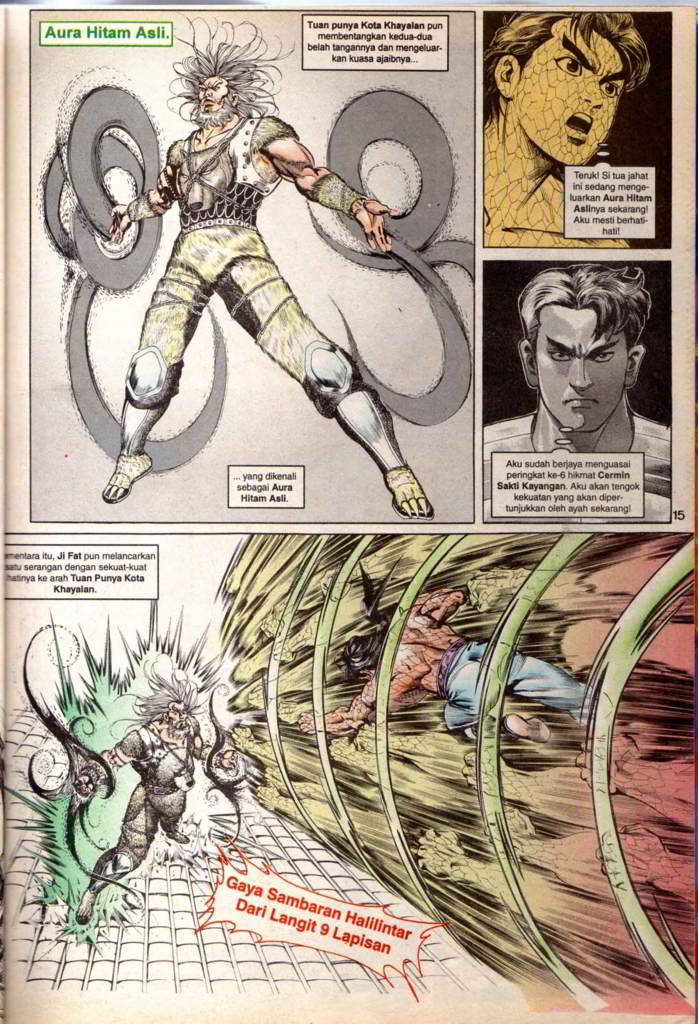 Aura Hitam Asli.
Tuan punya Kota Khayalan pun
membentangkan kedua-dua
belah tangannya dan mengeluar-
kan kuasa ajaibnya...
Teruk! Si tua jahat
ini sedang menge-
luarkan Aura Hitam
Aslinya sekarang!
Aku mesti berhati-
hati!
... yang dikenali
sebagai Aura
Hitam Asli.
Aku sudah berjaya menguasai
peringkat ke-6 hikmat Cermin
Sakti Kayangan. Aku akan tengok
kekuatan yang akan diper-
tunjukkan oleh ayah sekarang!
15
itu, Ji Fat pun melancarkan
serangan dengan sekuat-kuat
ke arah Tuan Punya Kota
Khayalan.
Gaya Sambaran Halilintar
Dari Langit 9 Lapisan